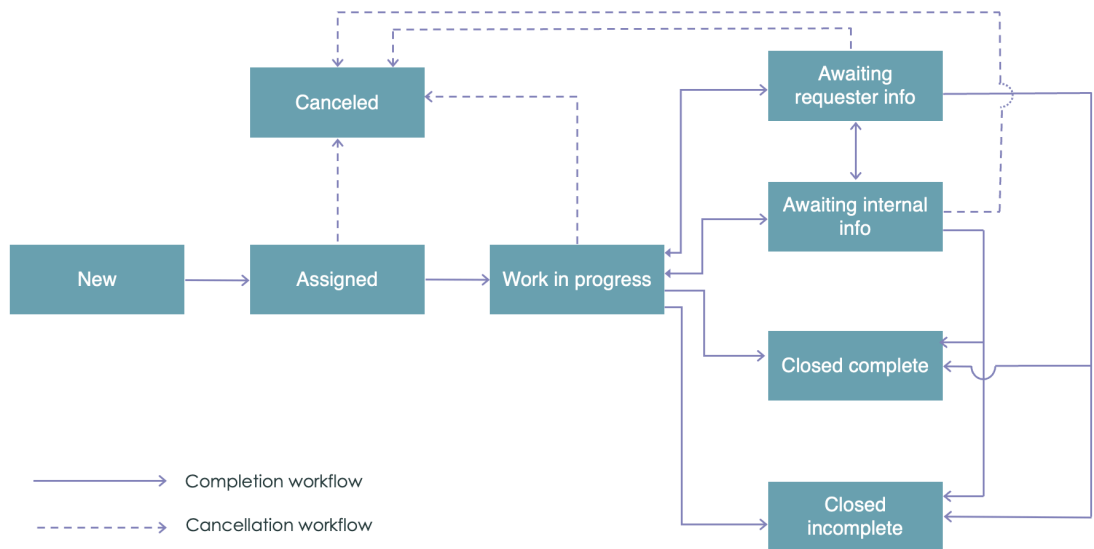 Canceled
Awaiting
requester info
Awaiting internal
info
New
Assigned
Work in progress
Closed complete
Closed
incomplete
Completion workflow
Cancellation workflow